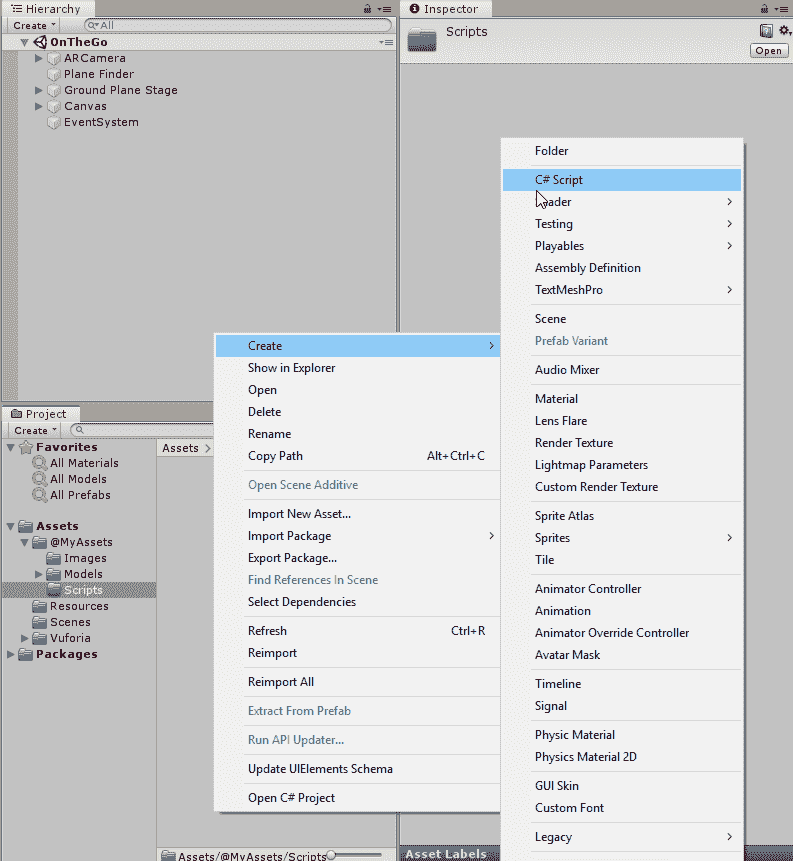 Hierarchy
Create
All
OnTheGo
ARCamera
Plane Finder
Ground Plane Stage
Canvas
EventSystem
Inspector
Scripts
Open
Project
Create
Favorites
All Materials
All Models
All Prefabs
Assets
@MyAssets
Images
Models
Scripts
Resources
Scenes
Vuforia
Packages
Assets >
Assets/@MyAssets/Scripts
Create
Show in Explorer
Open
Delete
Rename
Copy Path Alt+Ctrl+C
Open Scene Additive
Import New Asset...
Import Package
Export Package...
Find References In Scene
Select Dependencies
Refresh Ctrl+R
Reimport
Reimport All
Extract From Prefab
Run API Updater...
Update UIElements Schema
Open C# Project
Folder
C# Script
Testing
Playables
Assembly Definition
TextMeshPro
Scene
Prefab Variant
Audio Mixer
Material
Lens Flare
Render Texture
Lightmap Parameters
Custom Render Texture
Sprite Atlas
Sprites
Tile
Animator Controller
Animation
Animator Override Controller
Avatar Mask
Timeline
Signal
Physic Material
Physics Material 2D
GUI Skin
Custom Font
Legacy
Asset Labels